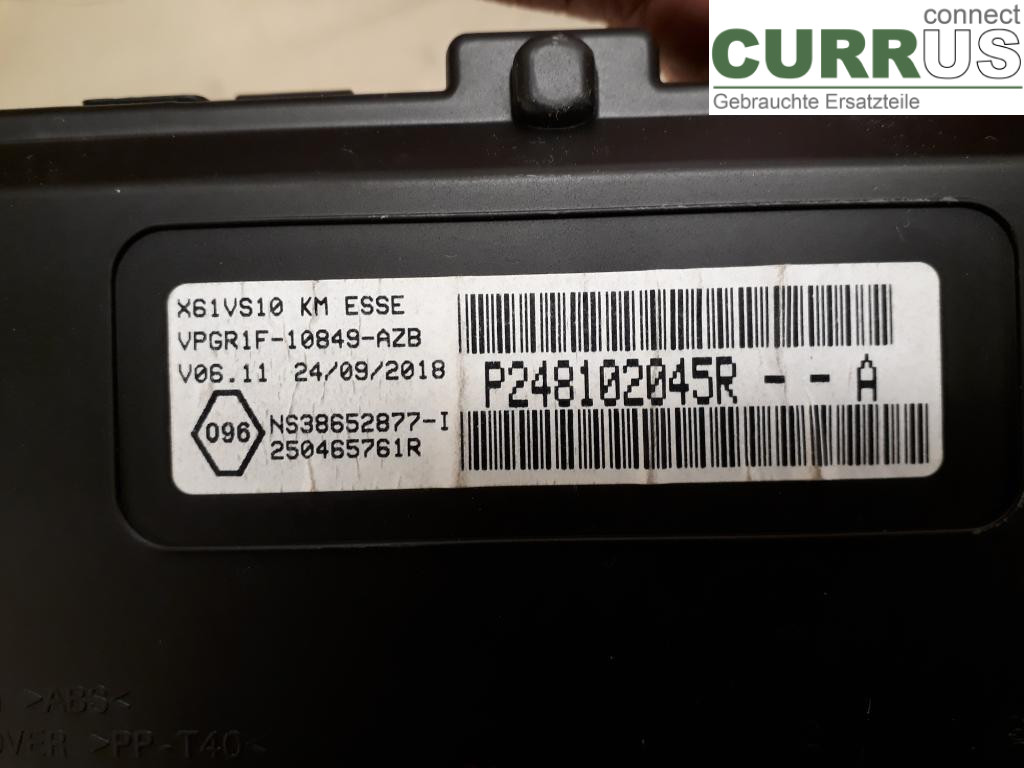 connect
CURRUS
Gebrauchte Ersatzteile
X61VS10 KM ESSE
VPGR1F-10849-AZB
V06.11 24/09/2018
096
NS38652877-I
250465761R
P248102045R - - A
>ABS<
OVER >PP-T40<